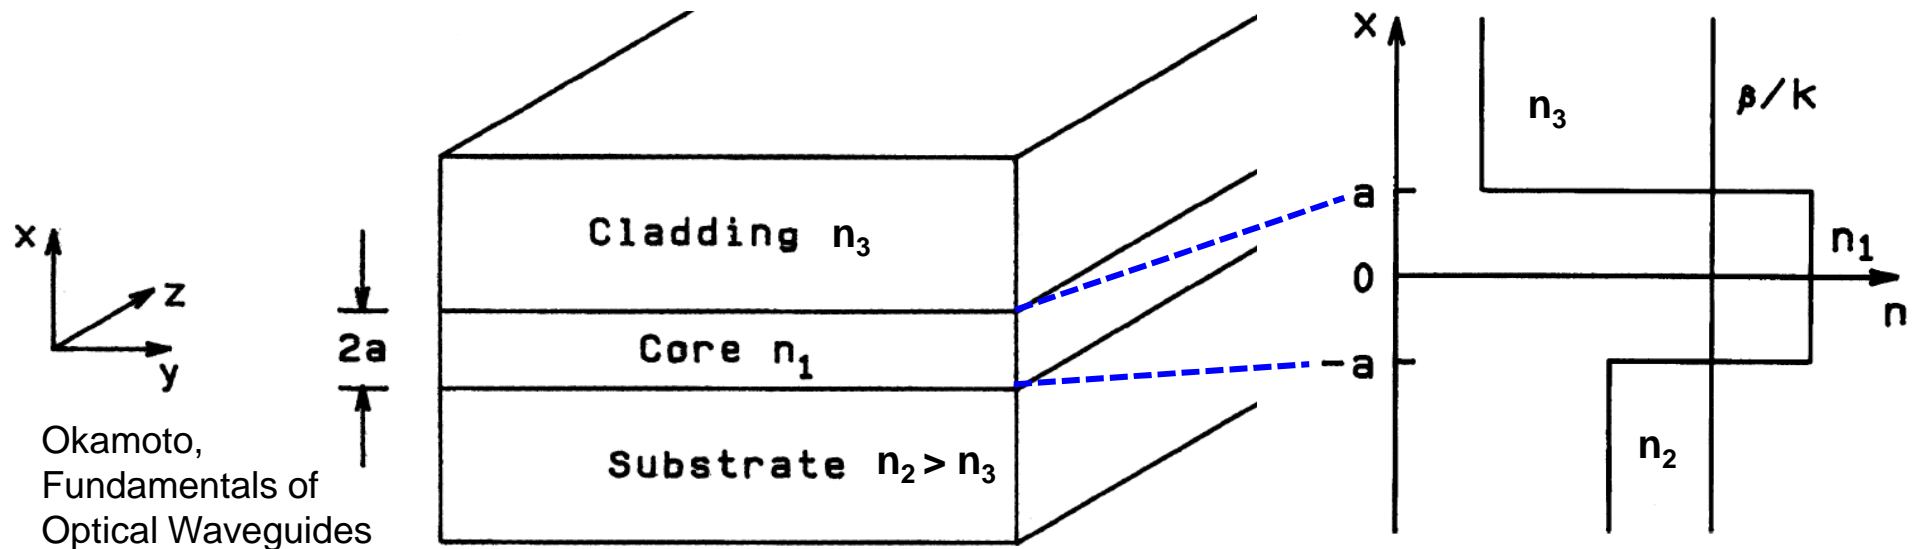 x
z
y
2a
Cladding n₃
Core n₁
Substrate n₂ > n₃
Okamoto,
Fundamentals of
Optical Waveguides
x
n₃
β/k
a
n₁
0
n
-a
n₂